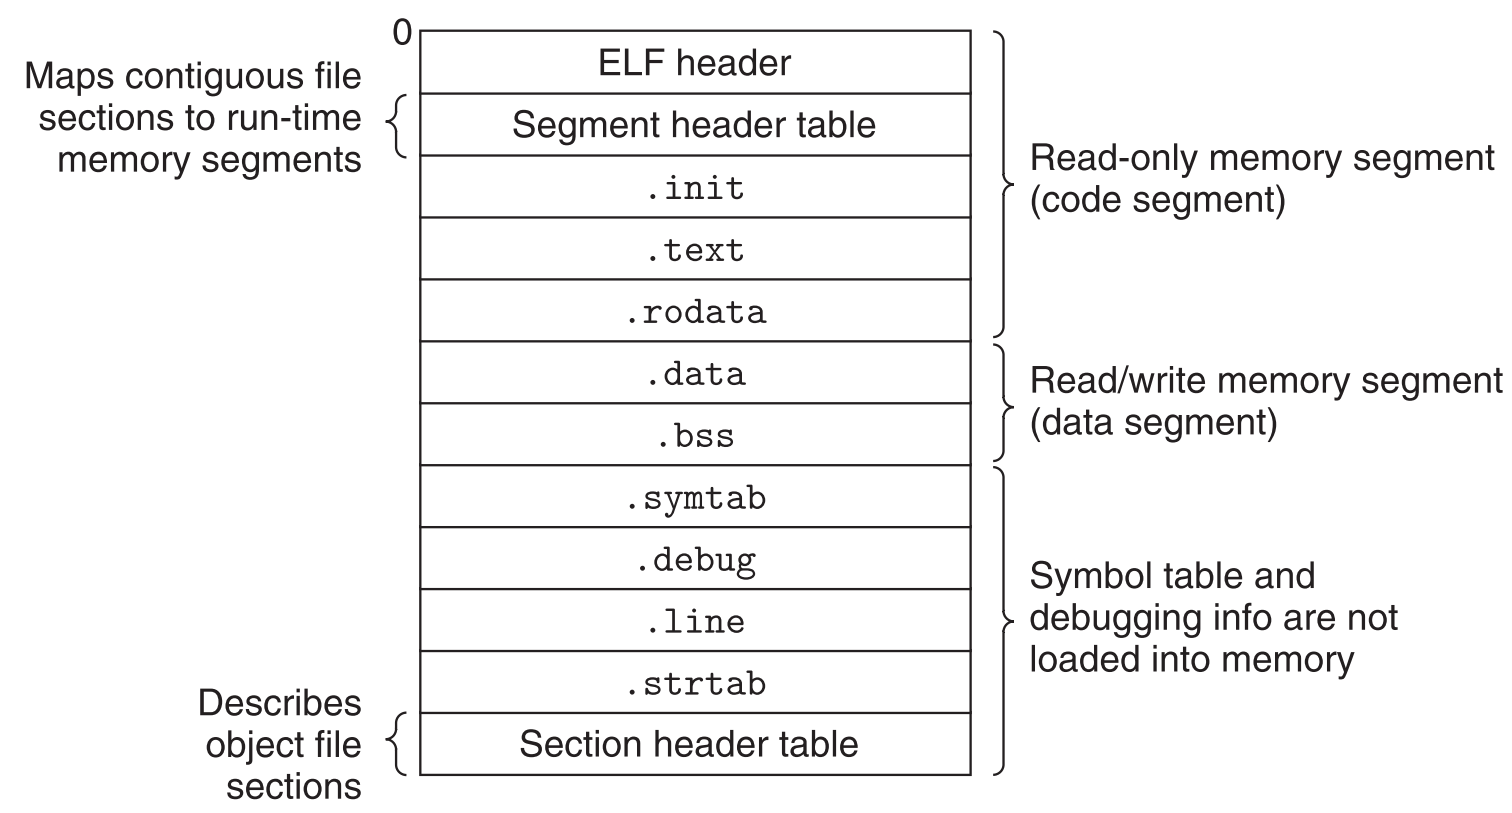 0
ELF header
Maps contiguous file
sections to run-time
memory segments
Segment header table
.init
.text
.rodata
Read-only memory segment
(code segment)
.data
.bss
Read/write memory segment
(data segment)
.symtab
.debug
.line
.strtab
Symbol table and
debugging info are not
loaded into memory
Describes
object file
sections
Section header table